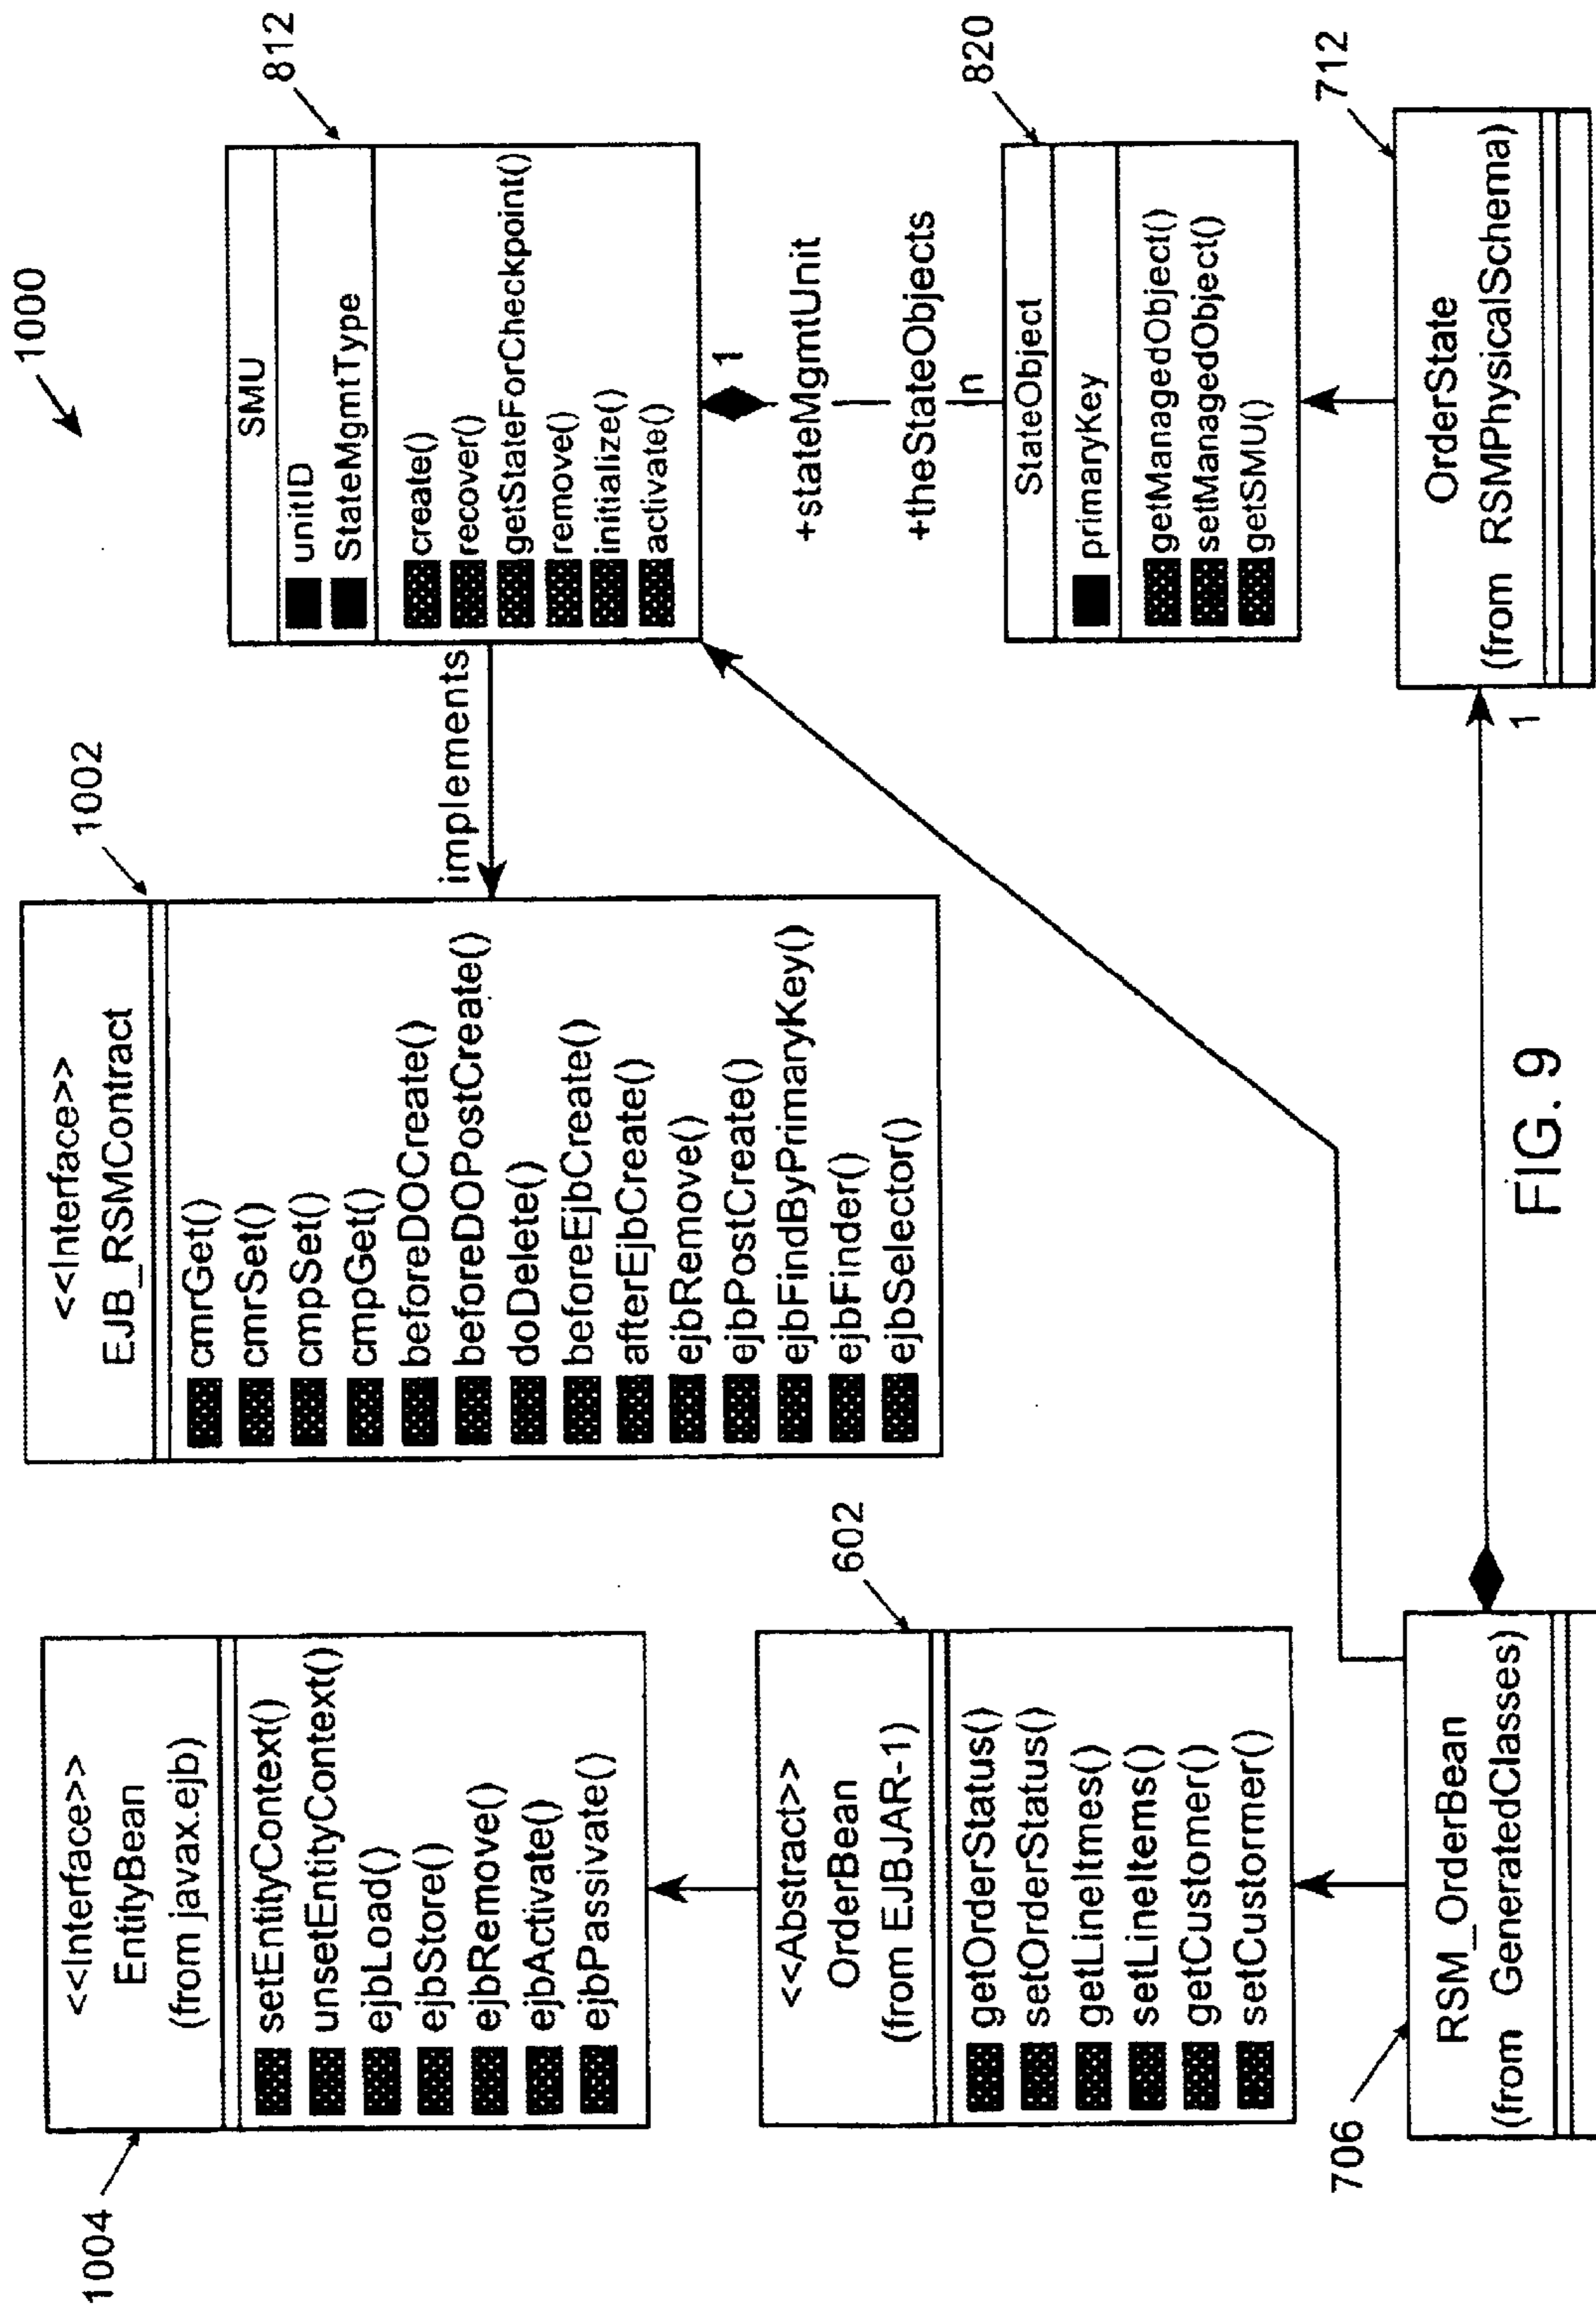 1000
1004
<<Interface>>
EntityBean
(from javax.ejb)
setEntityContext()
unsetEntityContext()
ejbLoad()
ejbStore()
ejbRemove()
ejbActivate()
ejbPassivate()
1002
<<Interface>>
EJB_RSMContract
cmrGet()
cmrSet()
cmpSet()
cmpGet()
beforeDOCreate()
beforeDOPostCreate()
doDelete()
beforeEjbCreate()
afterEjbCreate()
ejbRemove()
ejbPostCreate()
ejbFindByPrimaryKey()
ejbFinder()
ejbSelector()
implements
812
SMU
unitID
StateMgmtType
create()
recover()
getStateForCheckpoint()
remove()
initialize()
activate()
1
+stateMgmtUnit
+theStateObjects
n
602
<<Abstract>>
OrderBean
(from EJBJAR-1)
getOrderStatus()
setOrderStatus()
getLineItmes()
setLineItems()
getCustomer()
setCustormer()
820
StateObject
primaryKey
getManagedObject()
setManagedObject()
getSMU()
706
RSM_OrderBean
(from GeneratedClasses)
1
712
OrderState
(from RSMPhysicalSchema)
FIG. 9